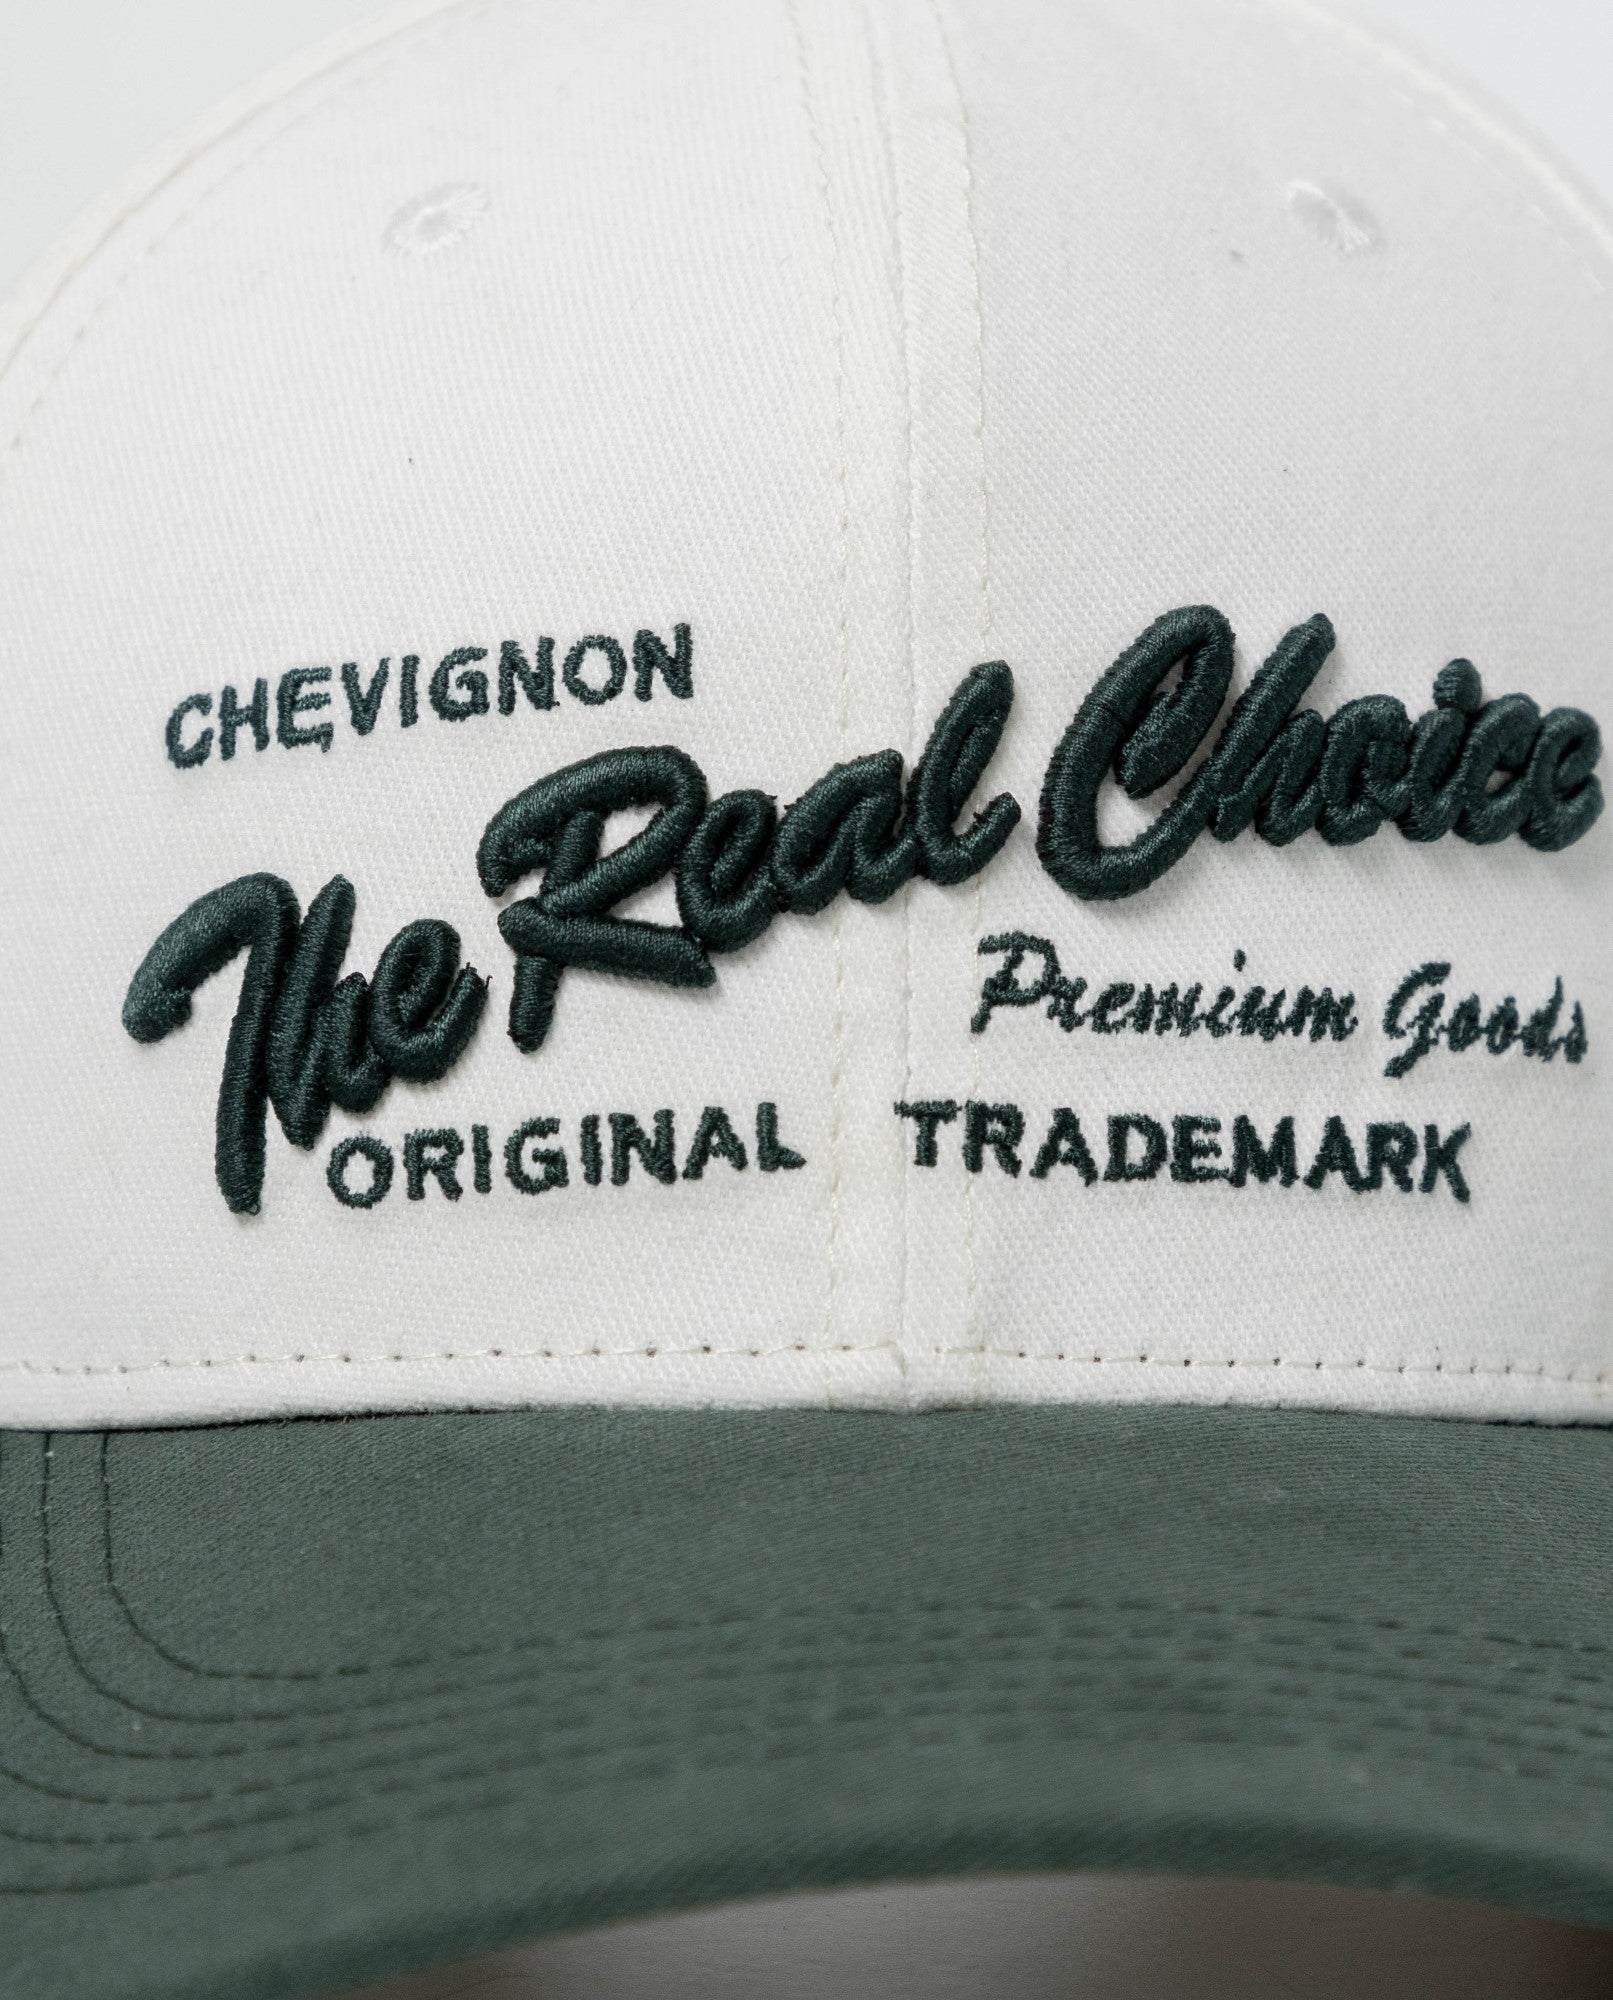 CHEVIGNON
The Real Choice
Premium Goods
ORIGINAL TRADEMARK